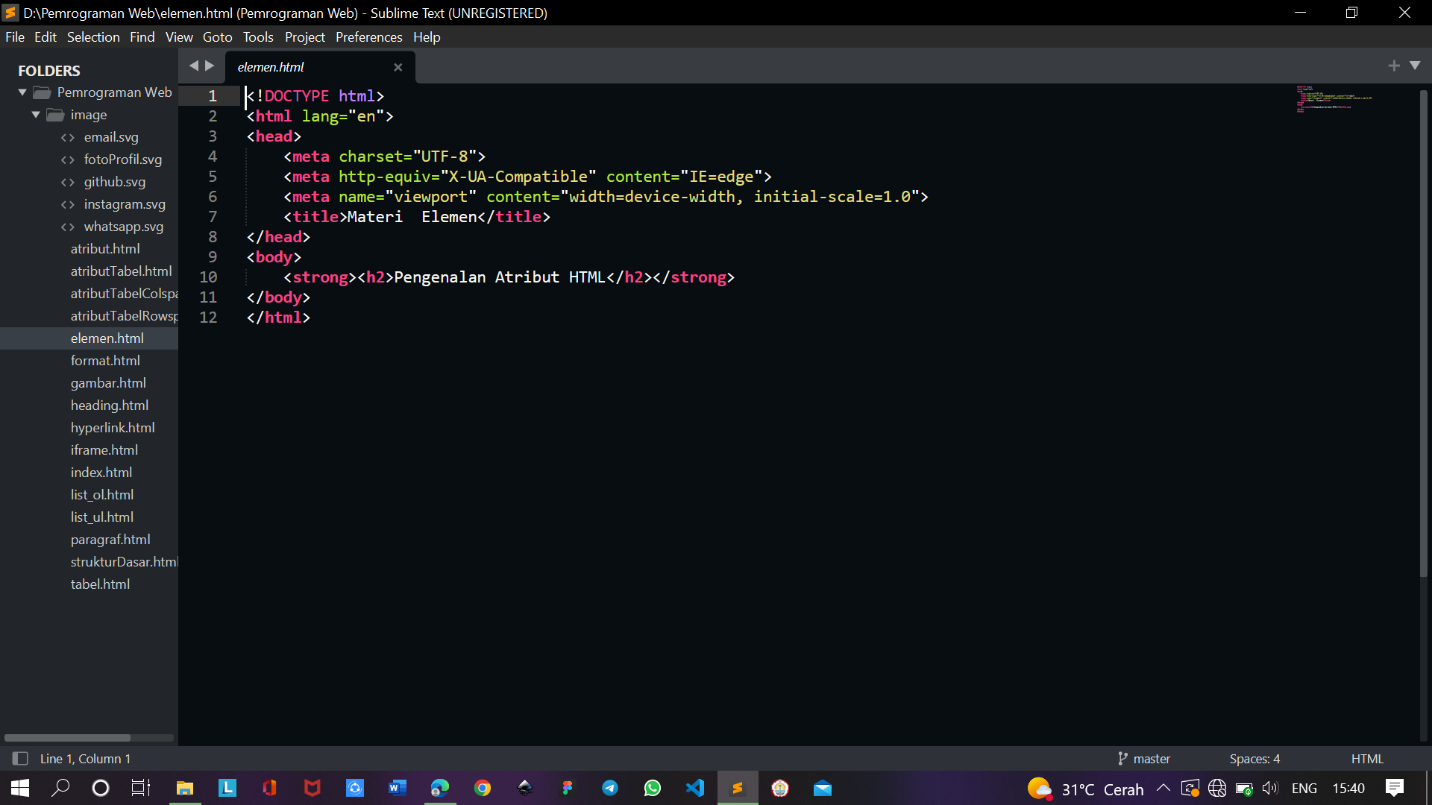 D:\Pemrograman Web\elemen.html (Pemrograman Web) - Sublime Text (UNREGISTERED)
File Edit Selection Find View Goto Tools Project Preferences Help
FOLDERS
Pemrograman Web
image
email.svg
fotoProfil.svg
github.svg
instagram.svg
whatsapp.svg
atribut.html
atributTabel.html
atributTabelColspa
atributTabelRowsp
elemen.html
format.html
gambar.html
heading.html
hyperlink.html
iframe.html
index.html
list_ol.html
list_ul.html
paragraf.html
strukturDasar.html
tabel.html
elemen.html
1 <!DOCTYPE html>
2 <html lang="en">
3 <head>
4     <meta charset="UTF-8">
5     <meta http-equiv="X-UA-Compatible" content="IE=edge">
6     <meta name="viewport" content="width=device-width, initial-scale=1.0">
7     <title>Materi  Elemen</title>
8 </head>
9 <body>
10     <strong><h2>Pengenalan Atribut HTML</h2></strong>
11 </body>
12 </html>
Line 1, Column 1 master Spaces: 4 HTML
31°C Cerah ENG 15:40